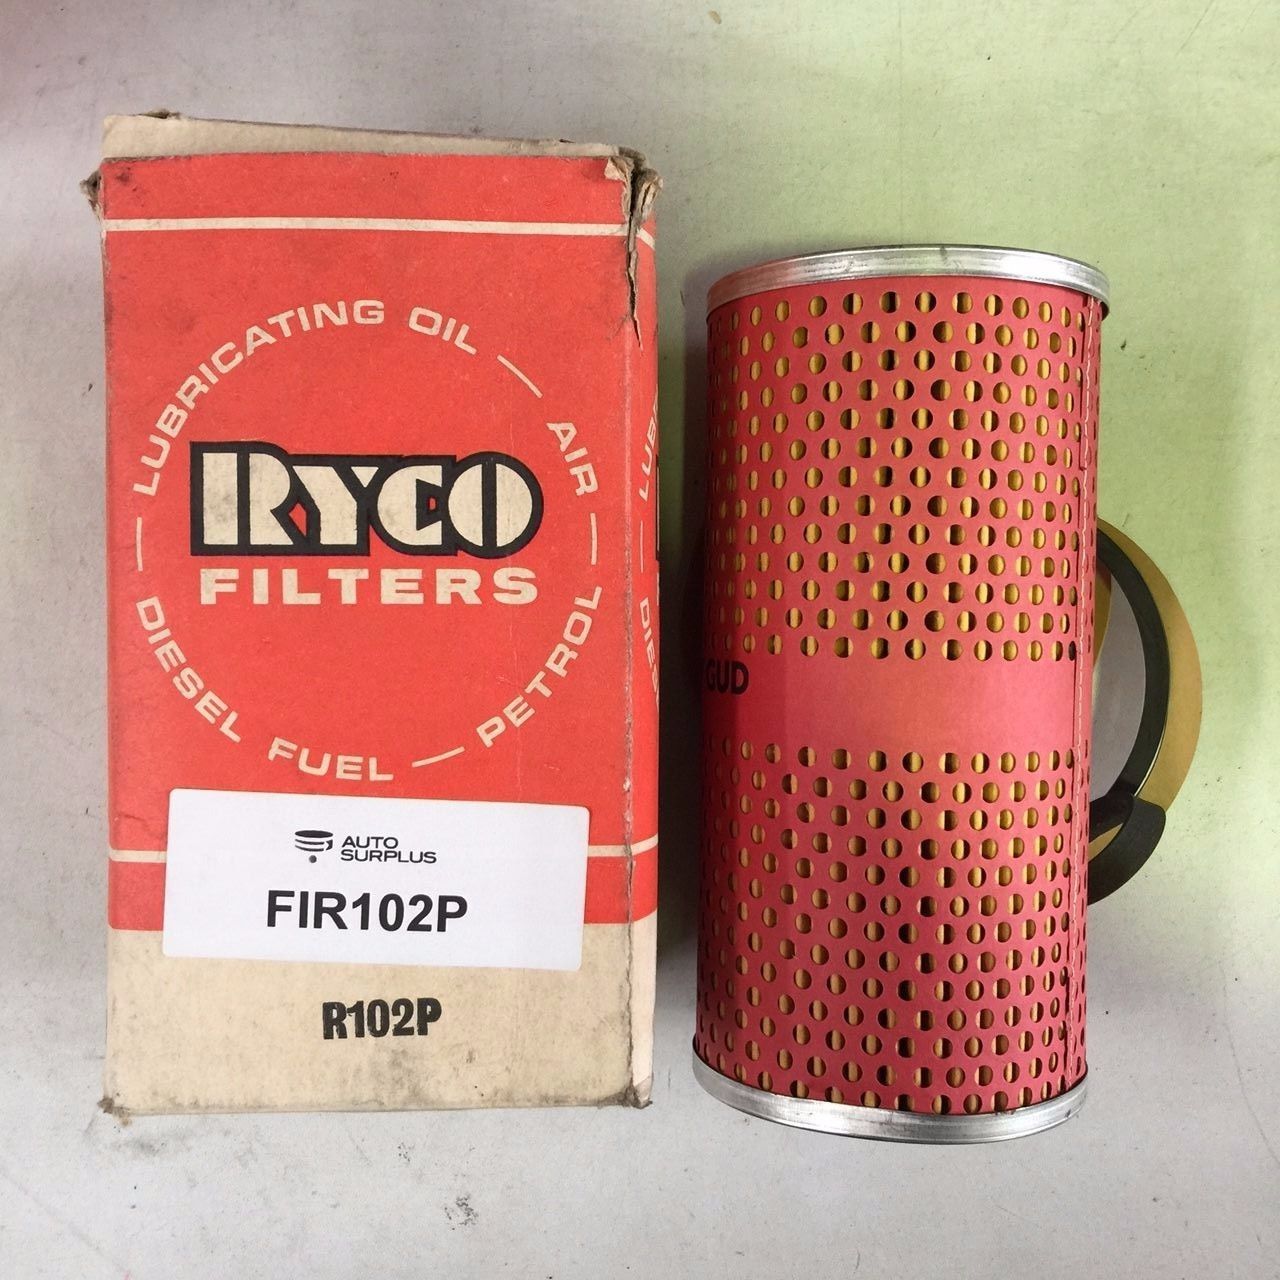 LUBRICATING OIL — AIR — PETROL — DIESEL FUEL —
RYCO
FILTERS
AUTO
SURPLUS
FIR102P
R102P
GUD